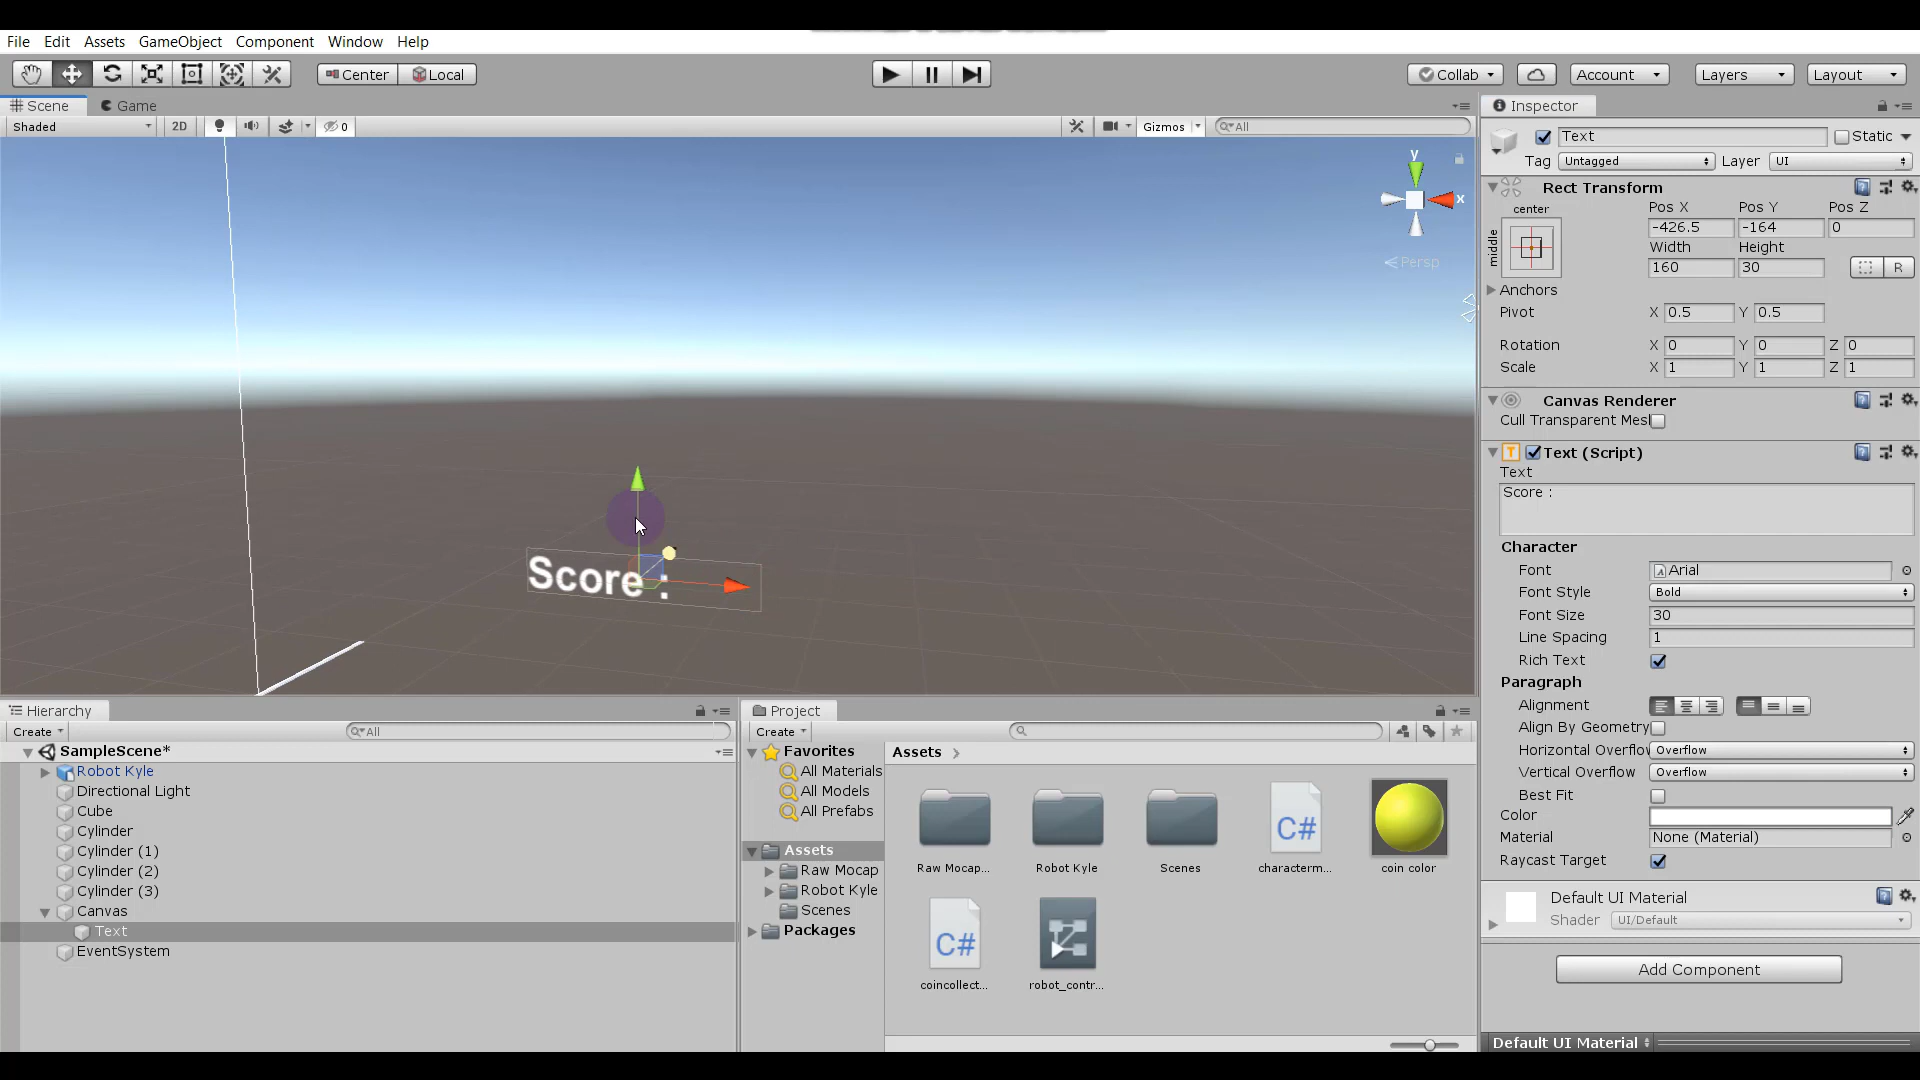 File Edit Assets GameObject Component Window Help
Center Local
Collab Account Layers Layout
Scene Game
Shaded 2D 0 Gizmos All
y
x
Persp
Score :
Inspector
Text Static
Tag Untagged Layer UI
Rect Transform
center
middle
Pos X Pos Y Pos Z
-426.5 -164 0
Width Height
160 30
R
Anchors
Pivot X 0.5 Y 0.5
Rotation X 0 Y 0 Z 0
Scale X 1 Y 1 Z 1
Canvas Renderer
Cull Transparent Mesl
Text (Script)
Text
Score :
Character
Font Arial
Font Style Bold
Font Size 30
Line Spacing 1
Rich Text
Paragraph
Alignment
Align By Geometry
Horizontal Overflov Overflow
Vertical Overflow Overflow
Best Fit
Color
Material None (Material)
Raycast Target
Default UI Material
Shader UI/Default
Add Component
Default UI Material
Hierarchy
Create All
SampleScene*
Robot Kyle
Directional Light
Cube
Cylinder
Cylinder (1)
Cylinder (2)
Cylinder (3)
Canvas
Text
EventSystem
Project
Create
Favorites
All Materials
All Models
All Prefabs
Assets
Raw Mocap
Robot Kyle
Scenes
Packages
Assets
C#
Raw Mocap... Robot Kyle Scenes characterm... coin color
C#
coincollect... robot_contr...